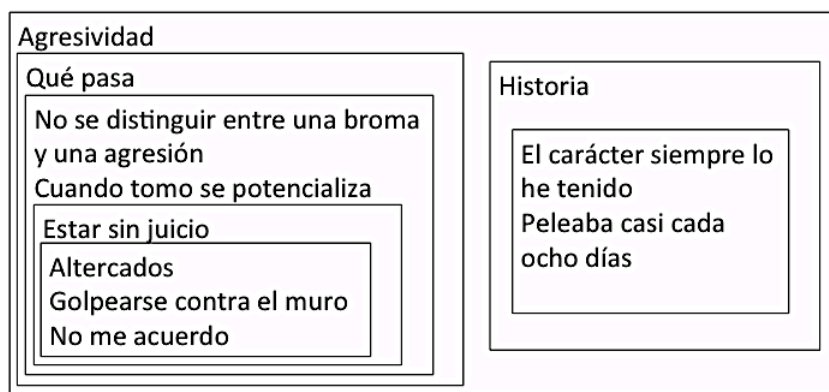 Agresividad
Qué pasa
No se distinguir entre una broma
y una agresión
Cuando tomo se potencializa
Estar sin juicio
Altercados
Golpearse contra el muro
No me acuerdo
Historia
El carácter siempre lo
he tenido
Peleaba casi cada
ocho días